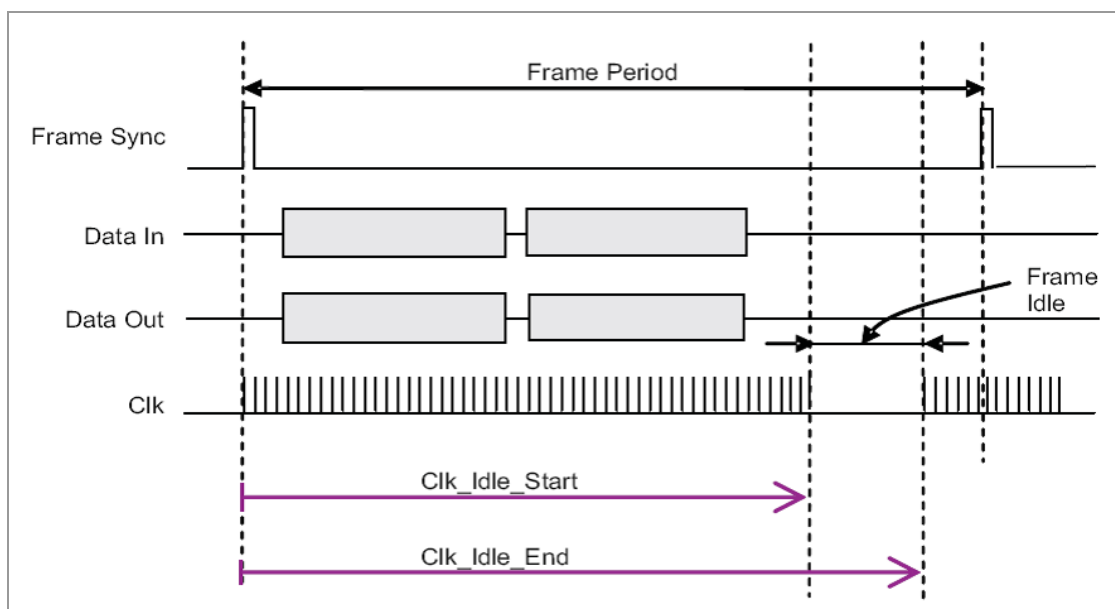 Frame Period
Frame Sync
Data In
Data Out
Frame
Idle
Clk
Clk_Idle_Start
Clk_Idle_End